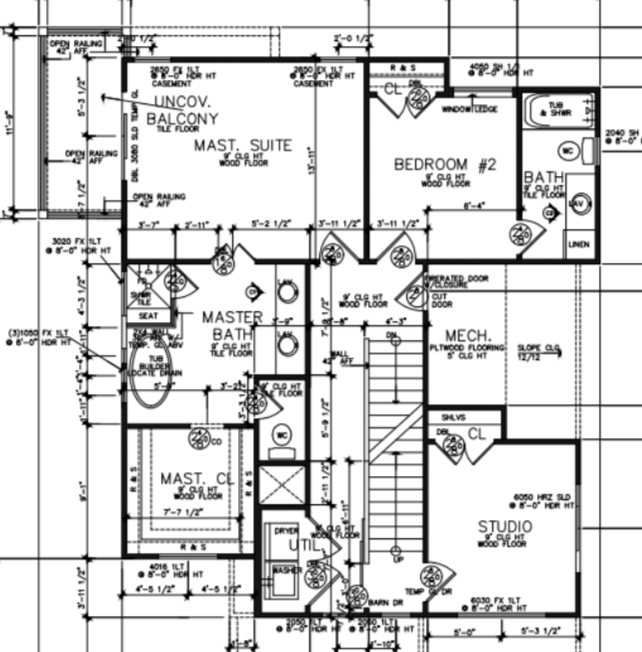 OPEN RAILING
42" AFF
2'-0 1/2"
2'-0 1/2"
2650 FX 1LT
@ 8'-0" HDR HT
CASEMENT
2650 FX 1LT
@ 8'-0" HDR HT
CASEMENT
R & S
CL
DBL
4050 SH 1LT
@ 8'-0" HDR HT
WINDOW LEDGE
UNCOV.
BALCONY
TILE FLOOR
5'-3 1/2"
11'-9"
DBL 3080 SLD TEMP GL
MAST. SUITE
9' CLG HT
WOOD FLOOR
13'-11"
BEDROOM #2
9' CLG HT
WOOD FLOOR
TUB
& SHWR
WC
2040 SH
@ 8'-0" HD
OPEN RAILING
42" AFF
BATH
9' CLG HT
TILE FLOOR
LAV
LINEN
6'-4"
OPEN RAILING
42" AFF
3'-7"
2'-11"
5'-2 1/2"
3'-11 1/2"
3'-11 1/2"
3020 FX 1LT
@ 8'-0" HDR HT
SHWR
TILE
SEAT
LAV
9' CLG HT
WOOD FLOOR
CUT
DOOR
4'-3 1/2"
MASTER
BATH
9' CLG HT
TILE FLOOR
4'-3"
DN
MECH.
PLYWOOD FLOORING
5' CLG HT
SLOPE CLG
12/12
(3)1050 FX 1LT
@ 8'-0" HDR HT
2X4 WALL
TEMP. GL ABV
LAV
WALL
42" AFF
TUB
BUILDER
LOCATE DRAIN
9' CLG HT
TILE FLOOR
WC
5'-9 1/2"
SHLVS
DBL
CL
CO
MAST. CL
9' CLG HT
WOOD FLOOR
R & S
R & S
7'-7 1/2"
R & S
9'-1"
2'-11 1/2"
6050 HRZ SLD
@ 8'-0" HDR HT
STUDIO
9' CLG HT
WOOD FLOOR
DRYER
9' CLG HT
WOOD FLOOR
UTIL.
WASHER
UP
4016 1LT
@ 8'-0" HDR HT
4'-5 1/2"
4'-5 1/2"
3'-11 1/2"
BARN DR
TEMP GL DR
6030 FX 1LT
@ 8'-0" HDR HT
2050 1LT
@ 8'-0" HDR HT
2050 1LT
@ 8'-0" HDR HT
5'-0"
5'-3 1/2"
4'-10"